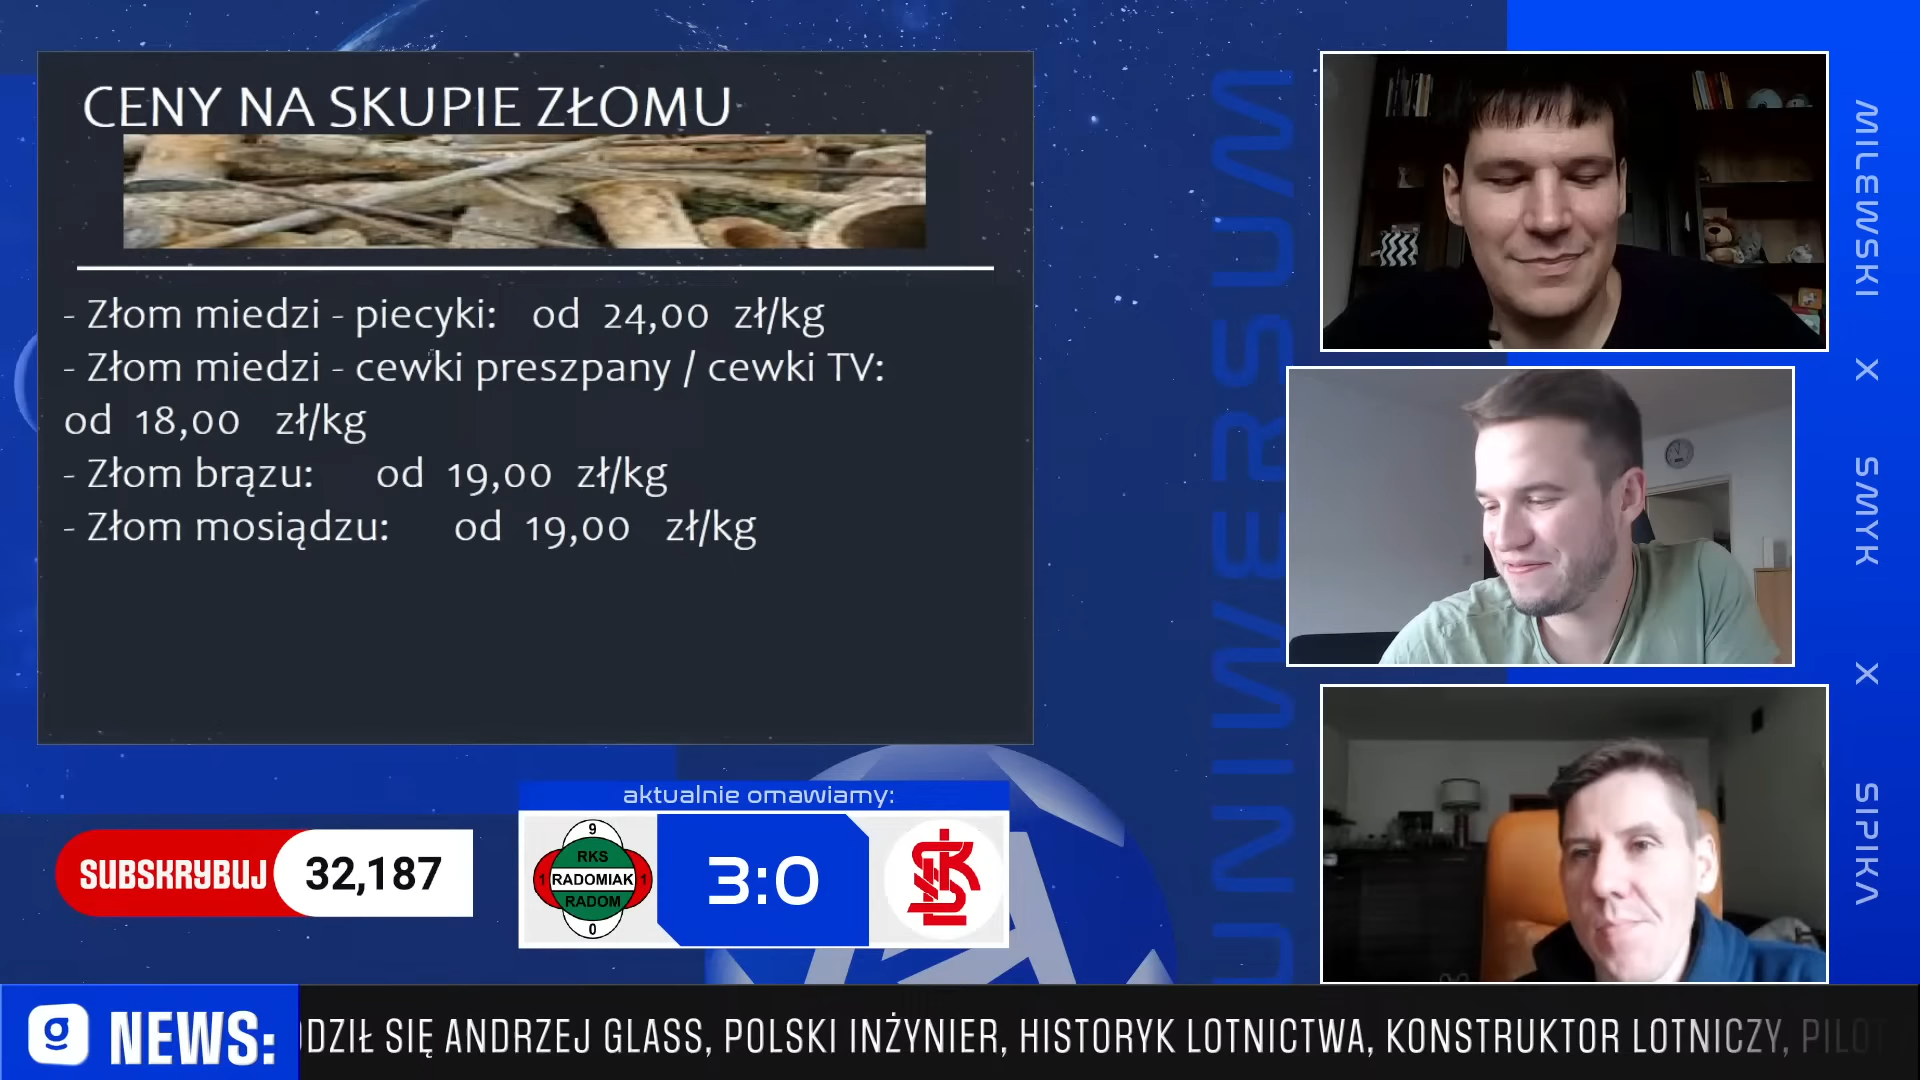 CENY NA SKUPIE ZŁOMU
- Złom miedzi - piecyki: od 24,00 zł/kg
- Złom miedzi - cewki preszpany / cewki TV:
od 18,00 zł/kg
- Złom brązu: od 19,00 zł/kg
- Złom mosiądzu: od 19,00 zł/kg
UNIWERSUM
MILEWSKI X SMYK X SIPIKA
SUBSKRYBUJ 32,187
aktualnie omawiamy:
9
RKS
1 RADOMIAK 1
RADOM
0
3:0
ŁKS
g NEWS: DZIŁ SIĘ ANDRZEJ GLASS, POLSKI INŻYNIER, HISTORYK LOTNICTWA, KONSTRUKTOR LOTNICZY,